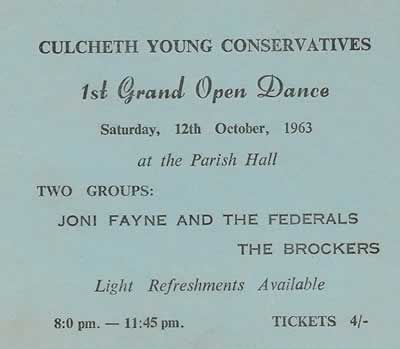 CULCHETH YOUNG CONSERVATIVES
1st Grand Open Dance
Saturday, 12th October, 1963
at the Parish Hall
TWO GROUPS:
JONI FAYNE AND THE FEDERALS
THE BROCKERS
Light Refreshments Available
8:0 pm. — 11:45 pm. TICKETS 4/-